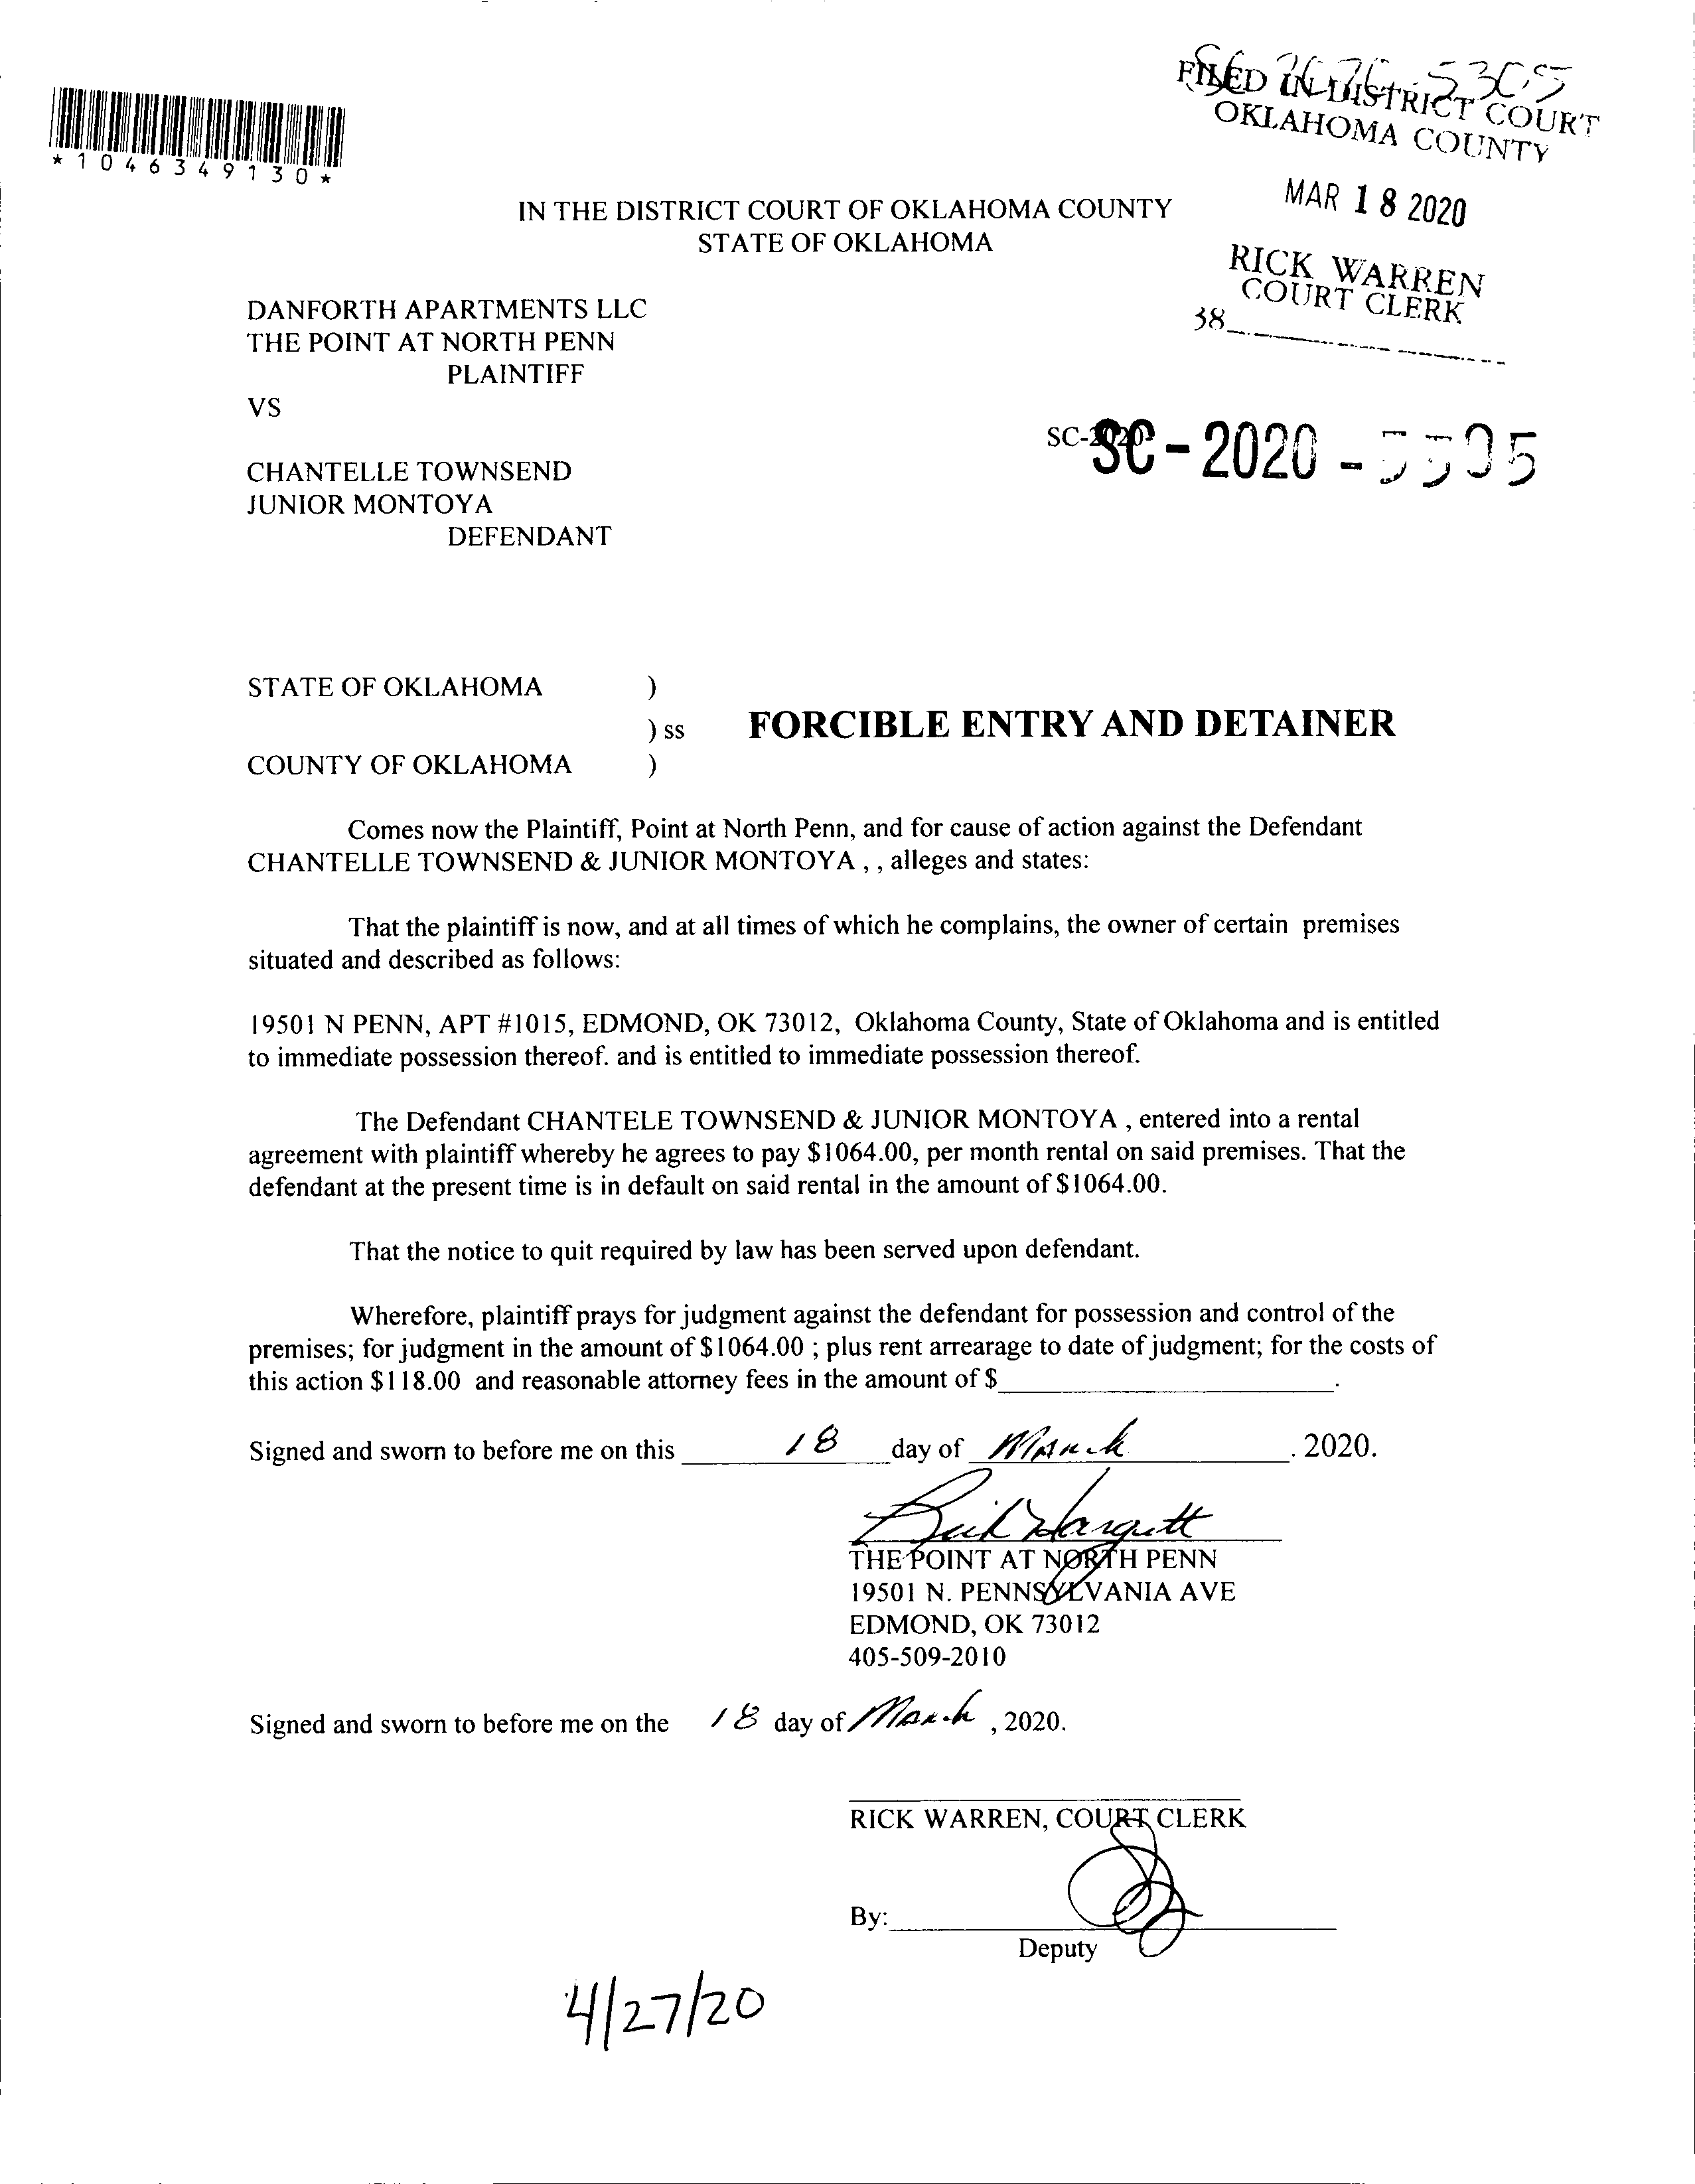 FILED IN DISTRICT COURT
OKLAHOMA COUNTY
*1046349130*
MAR 18 2020
IN THE DISTRICT COURT OF OKLAHOMA COUNTY
STATE OF OKLAHOMA
RICK WARREN
COURT CLERK
38
DANFORTH APARTMENTS LLC
THE POINT AT NORTH PENN
PLAINTIFF
VS
SC-2020-
SC-2020-
CHANTELLE TOWNSEND
JUNIOR MONTOYA
DEFENDANT
STATE OF OKLAHOMA )
) ss FORCIBLE ENTRY AND DETAINER
COUNTY OF OKLAHOMA )
Comes now the Plaintiff, Point at North Penn, and for cause of action against the Defendant
CHANTELLE TOWNSEND & JUNIOR MONTOYA , , alleges and states:
That the plaintiff is now, and at all times of which he complains, the owner of certain premises
situated and described as follows:
19501 N PENN, APT #1015, EDMOND, OK 73012, Oklahoma County, State of Oklahoma and is entitled
to immediate possession thereof. and is entitled to immediate possession thereof.
The Defendant CHANTELE TOWNSEND & JUNIOR MONTOYA , entered into a rental
agreement with plaintiff whereby he agrees to pay $1064.00, per month rental on said premises. That the
defendant at the present time is in default on said rental in the amount of $1064.00.
That the notice to quit required by law has been served upon defendant.
Wherefore, plaintiff prays for judgment against the defendant for possession and control of the
premises; for judgment in the amount of $1064.00 ; plus rent arrearage to date of judgment; for the costs of
this action $118.00 and reasonable attorney fees in the amount of $____________.
Signed and sworn to before me on this 18 day of March . 2020.
THE POINT AT NORTH PENN
19501 N. PENNSYLVANIA AVE
EDMOND, OK 73012
405-509-2010
Signed and sworn to before me on the 18 day of March , 2020.
RICK WARREN, COURT CLERK
By:
Deputy
4/27/20